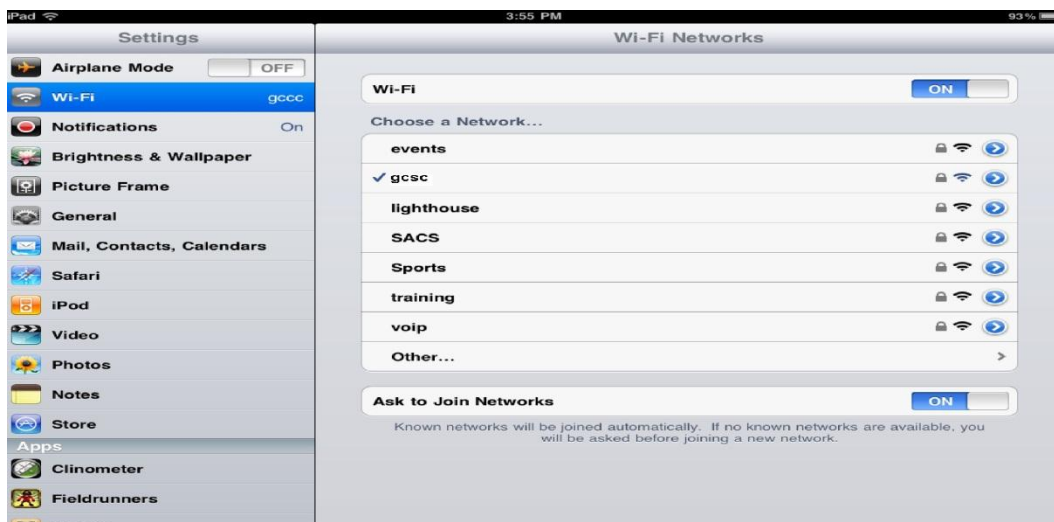 iPad 3:55 PM 93%
Settings
Airplane Mode OFF
Wi-Fi gccc
Notifications On
Brightness & Wallpaper
Picture Frame
General
Mail, Contacts, Calendars
Safari
iPod
Video
Photos
Notes
Store
Apps
Clinometer
Fieldrunners
Wi-Fi Networks
Wi-Fi ON
Choose a Network...
events
gcsc
lighthouse
SACS
Sports
training
voip
Other...
Ask to Join Networks ON
Known networks will be joined automatically. If no known networks are available, you
will be asked before joining a new network.